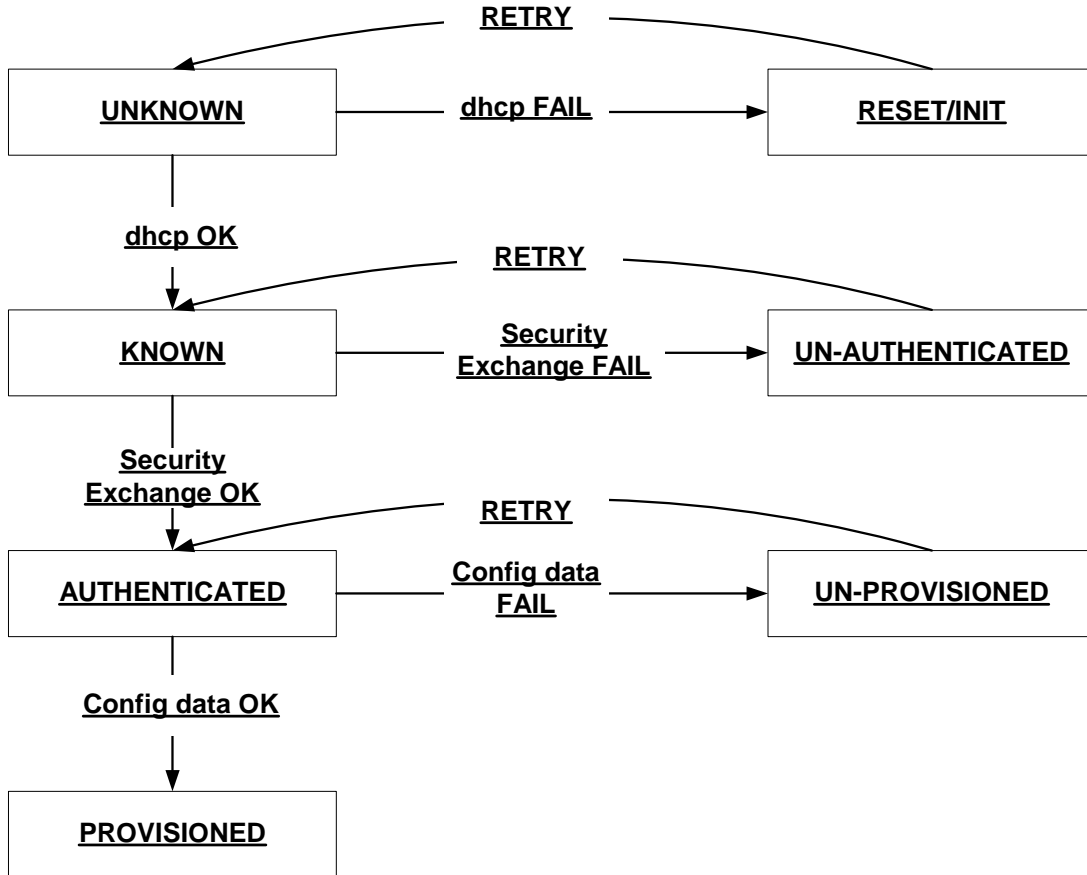 RETRY
UNKNOWN
dhcp FAIL
RESET/INIT
dhcp OK
RETRY
KNOWN
Security
Exchange FAIL
UN-AUTHENTICATED
Security
Exchange OK
RETRY
AUTHENTICATED
Config data
FAIL
UN-PROVISIONED
Config data OK
PROVISIONED